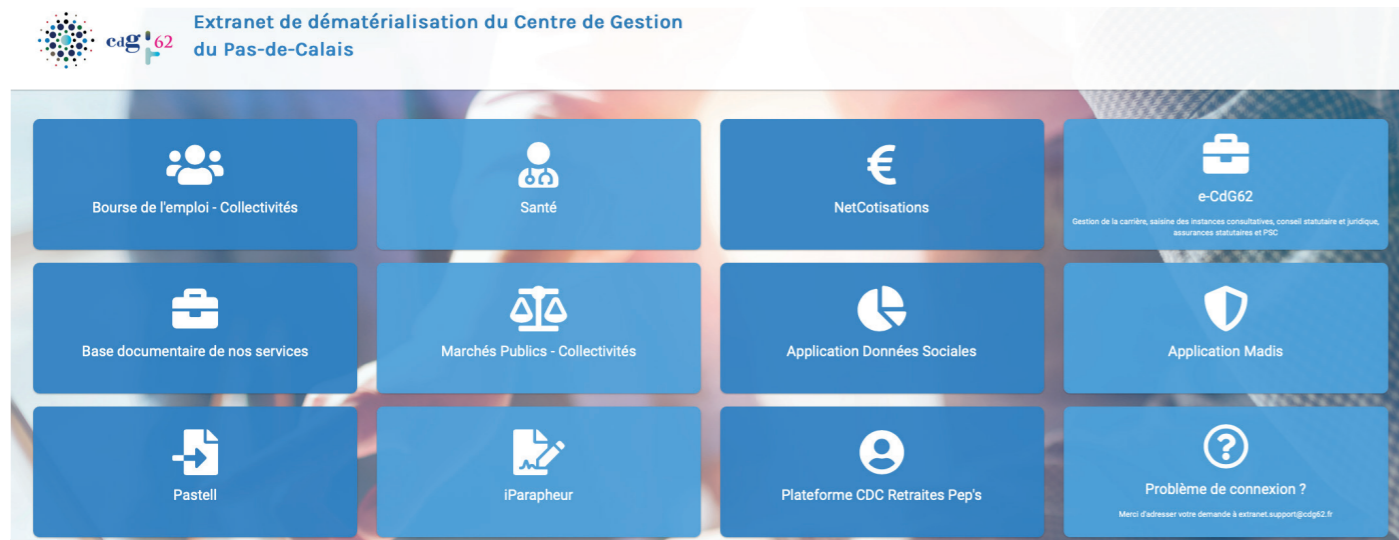 cdg 62
Extranet de dématérialisation du Centre de Gestion
du Pas-de-Calais
Bourse de l'emploi - Collectivités
Santé
€
NetCotisations
e-CdG62
Gestion de la carrière, saisine des instances consultatives, conseil statutaire et juridique,
assurances statutaires et PSC
Base documentaire de nos services
Marchés Publics - Collectivités
Application Données Sociales
Application Madis
Pastell
iParapheur
Plateforme CDC Retraites Pep's
?
Problème de connexion ?
Merci d'adresser votre demande à extranet.support@cdg62.fr